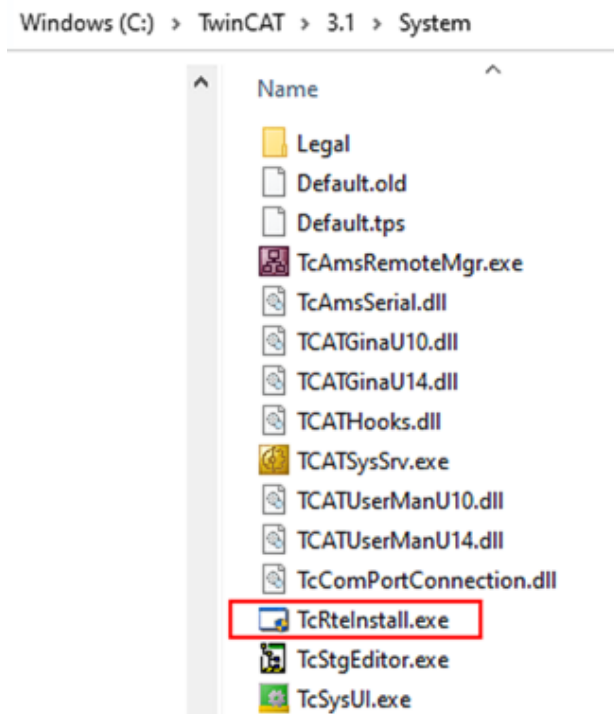 Windows (C:) > TwinCAT > 3.1 > System
Name
Legal
Default.old
Default.tps
TcAmsRemoteMgr.exe
TcAmsSerial.dll
TCATGinaU10.dll
TCATGinaU14.dll
TCATHooks.dll
TCATSysSrv.exe
TCATUserManU10.dll
TCATUserManU14.dll
TcComPortConnection.dll
TcRteInstall.exe
TcStgEditor.exe
TcSysUI.exe